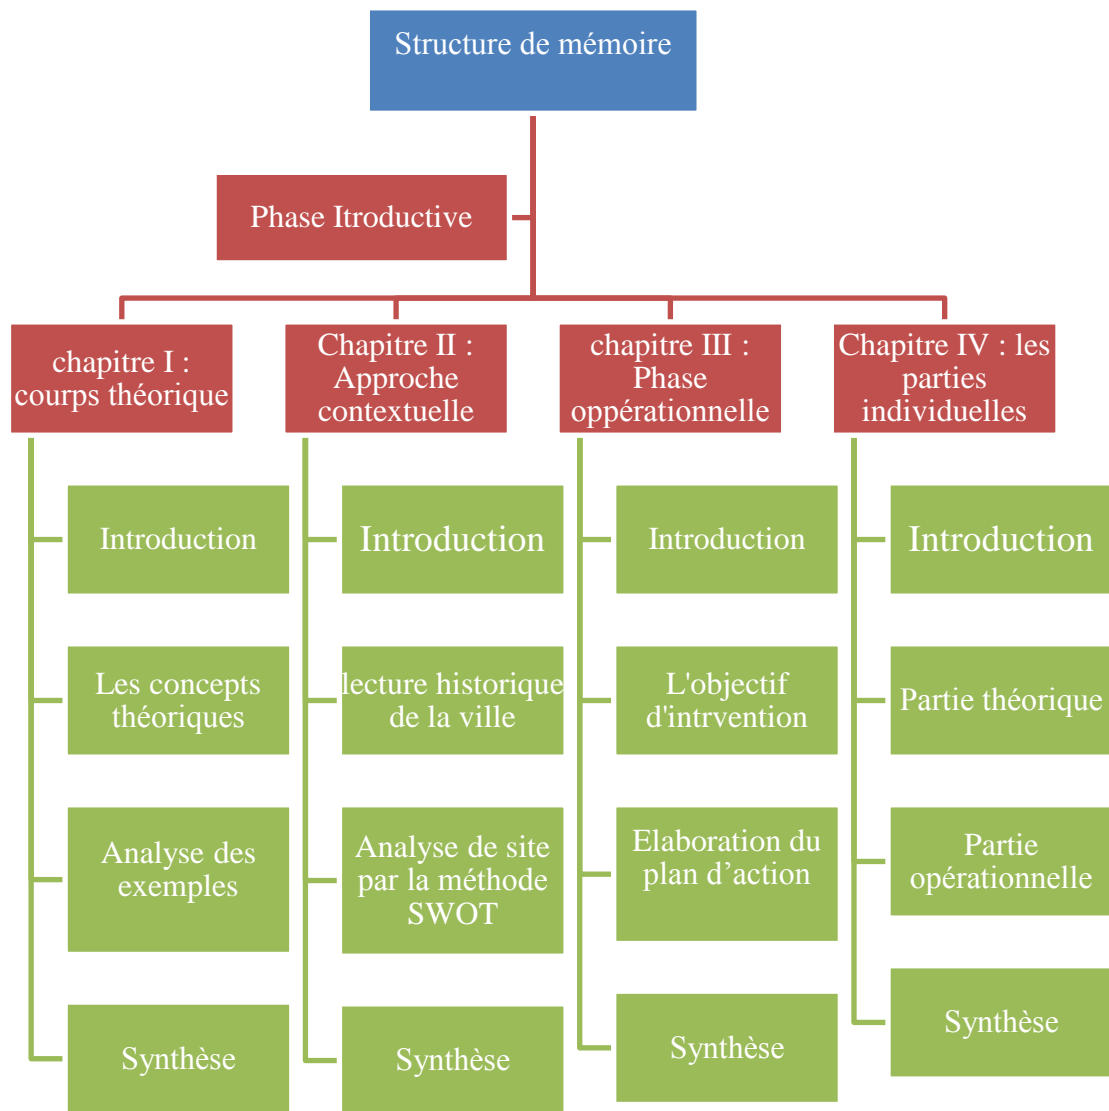 Structure de mémoire
Phase Itroductive
chapitre I :
courps théorique
Chapitre II :
Approche
contextuelle
chapitre III :
Phase
oppérationnelle
Chapitre IV : les
parties
individuelles
Introduction
Les concepts
théoriques
Analyse des
exemples
Synthèse
Introduction
lecture historique
de la ville
Analyse de site
par la méthode
SWOT
Synthèse
Introduction
L'objectif
d'intrvention
Elaboration du
plan d’action
Synthèse
Introduction
Partie théorique
Partie
opérationnelle
Synthèse